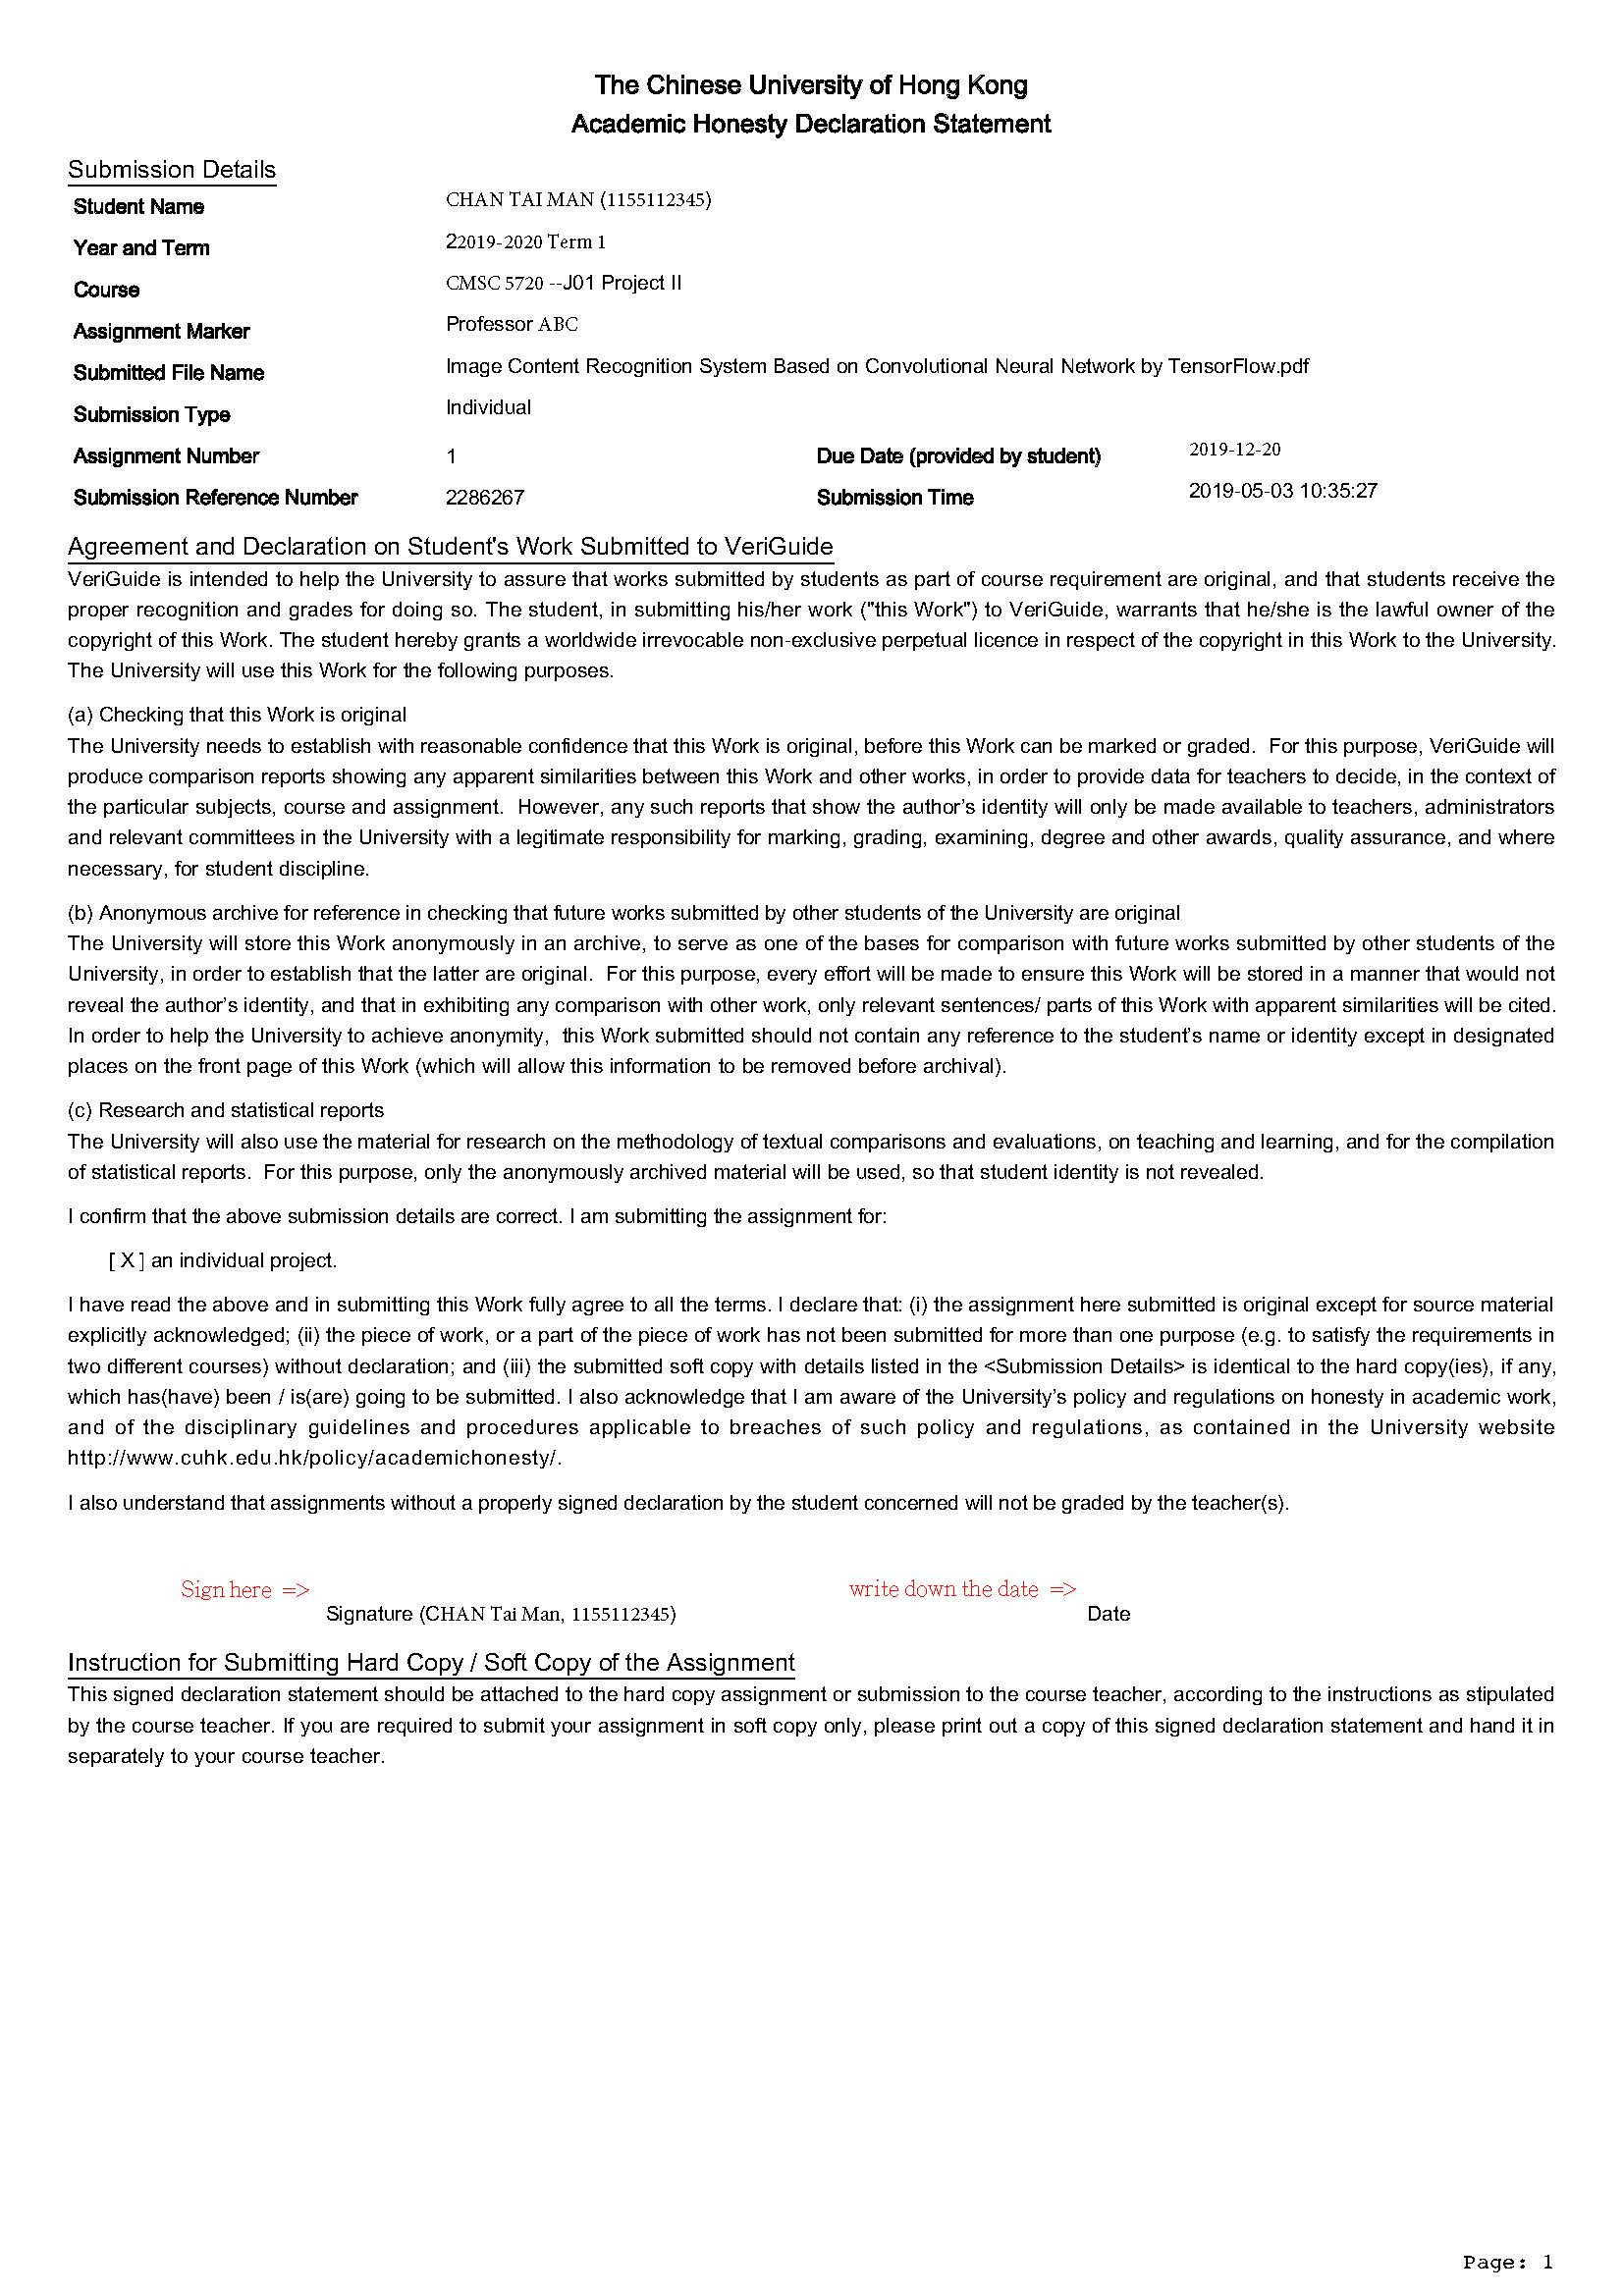 The Chinese University of Hong Kong
Academic Honesty Declaration Statement
Submission Details
Student Name CHAN TAI MAN (1155112345)
Year and Term 22019-2020 Term 1
Course CMSC 5720 --J01 Project II
Assignment Marker Professor ABC
Submitted File Name Image Content Recognition System Based on Convolutional Neural Network by TensorFlow.pdf
Submission Type Individual
Assignment Number 1 Due Date (provided by student) 2019-12-20
Submission Reference Number 2286267 Submission Time 2019-05-03 10:35:27
Agreement and Declaration on Student's Work Submitted to VeriGuide
VeriGuide is intended to help the University to assure that works submitted by students as part of course requirement are original, and that students receive the
proper recognition and grades for doing so. The student, in submitting his/her work ("this Work") to VeriGuide, warrants that he/she is the lawful owner of the
copyright of this Work. The student hereby grants a worldwide irrevocable non-exclusive perpetual licence in respect of the copyright in this Work to the University.
The University will use this Work for the following purposes.
(a) Checking that this Work is original
The University needs to establish with reasonable confidence that this Work is original, before this Work can be marked or graded. For this purpose, VeriGuide will
produce comparison reports showing any apparent similarities between this Work and other works, in order to provide data for teachers to decide, in the context of
the particular subjects, course and assignment. However, any such reports that show the author's identity will only be made available to teachers, administrators
and relevant committees in the University with a legitimate responsibility for marking, grading, examining, degree and other awards, quality assurance, and where
necessary, for student discipline.
(b) Anonymous archive for reference in checking that future works submitted by other students of the University are original
The University will store this Work anonymously in an archive, to serve as one of the bases for comparison with future works submitted by other students of the
University, in order to establish that the latter are original. For this purpose, every effort will be made to ensure this Work will be stored in a manner that would not
reveal the author's identity, and that in exhibiting any comparison with other work, only relevant sentences/ parts of this Work with apparent similarities will be cited.
In order to help the University to achieve anonymity, this Work submitted should not contain any reference to the student's name or identity except in designated
places on the front page of this Work (which will allow this information to be removed before archival).
(c) Research and statistical reports
The University will also use the material for research on the methodology of textual comparisons and evaluations, on teaching and learning, and for the compilation
of statistical reports. For this purpose, only the anonymously archived material will be used, so that student identity is not revealed.
I confirm that the above submission details are correct. I am submitting the assignment for:
[ X ] an individual project.
I have read the above and in submitting this Work fully agree to all the terms. I declare that: (i) the assignment here submitted is original except for source material
explicitly acknowledged; (ii) the piece of work, or a part of the piece of work has not been submitted for more than one purpose (e.g. to satisfy the requirements in
two different courses) without declaration; and (iii) the submitted soft copy with details listed in the <Submission Details> is identical to the hard copy(ies), if any,
which has(have) been / is(are) going to be submitted. I also acknowledge that I am aware of the University's policy and regulations on honesty in academic work,
and of the disciplinary guidelines and procedures applicable to breaches of such policy and regulations, as contained in the University website
http://www.cuhk.edu.hk/policy/academichonesty/.
I also understand that assignments without a properly signed declaration by the student concerned will not be graded by the teacher(s).
Sign here => write down the date =>
Signature (CHAN Tai Man, 1155112345) Date
Instruction for Submitting Hard Copy / Soft Copy of the Assignment
This signed declaration statement should be attached to the hard copy assignment or submission to the course teacher, according to the instructions as stipulated
by the course teacher. If you are required to submit your assignment in soft copy only, please print out a copy of this signed declaration statement and hand it in
separately to your course teacher.
Page: 1